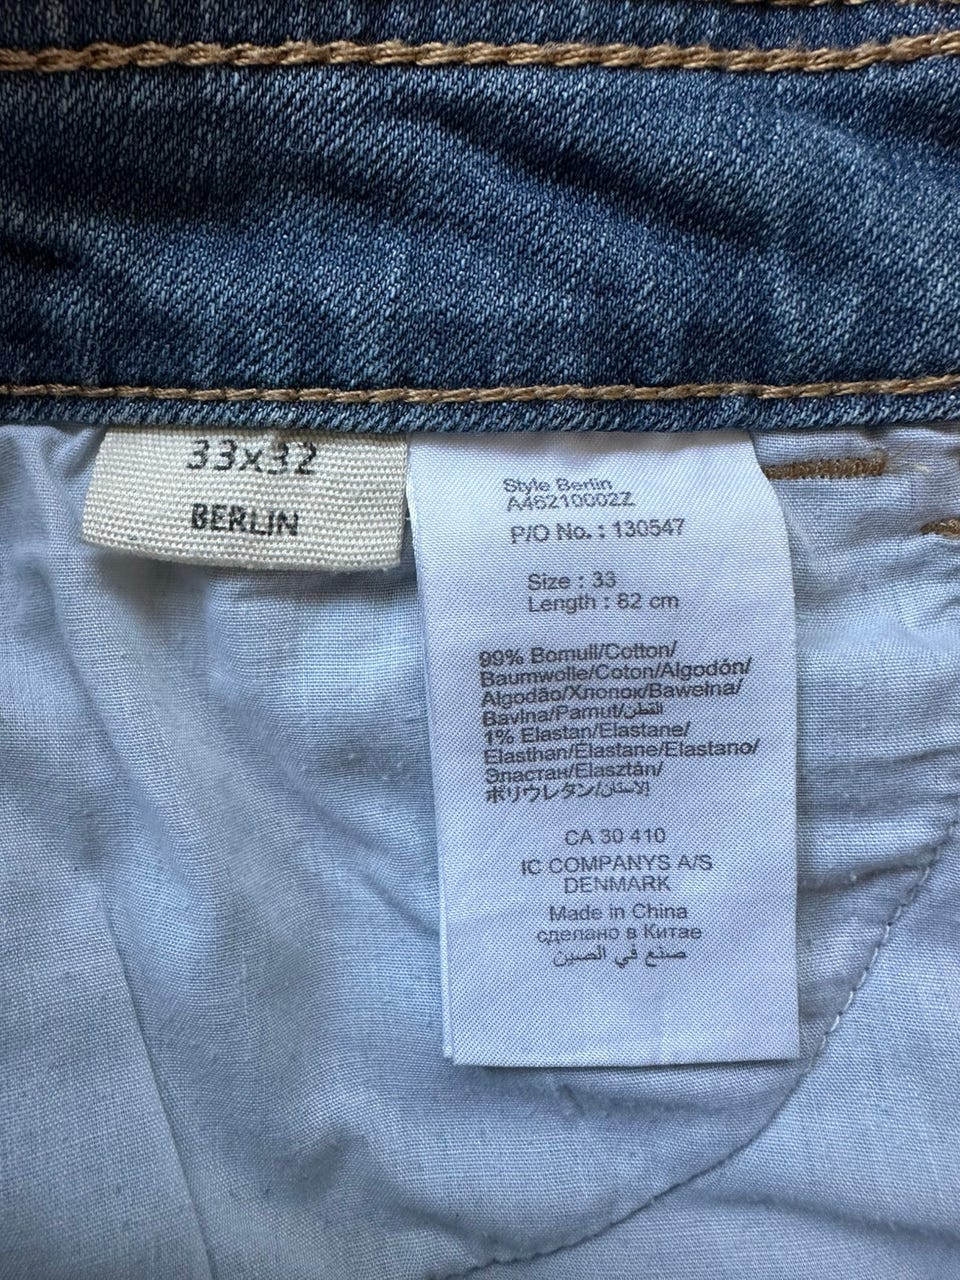 33x32
BERLIN
Style Berlin
A46210002Z
P/O No. : 130547
Size : 33
Length : 82 cm
99% Bomull/Cotton/
Baumwolle/Coton/Algodón/
Algodão/Хлопок/Bawełna/
Bavlna/Pamut/القطن
1% Elastan/Elastane/
Elasthan/Elastane/Elastano/
Эластан/Elasztán/
ポリウレタン/الاستان
CA 30 410
IC COMPANYS A/S
DENMARK
Made in China
сделано в Китае
صنع في الصين